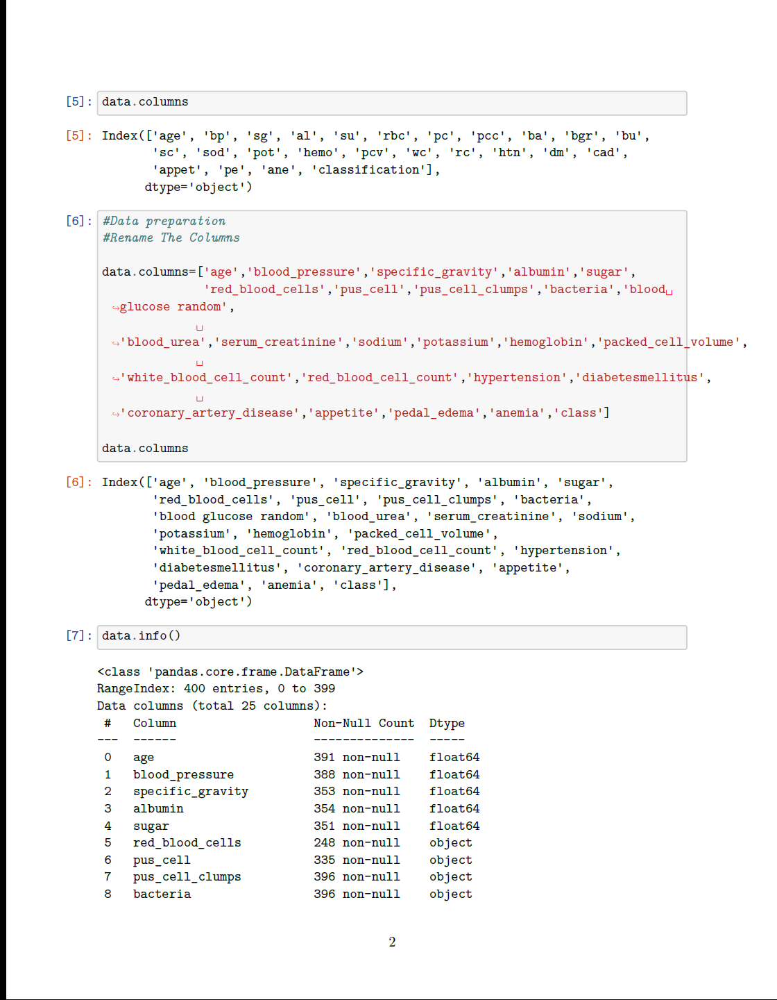 [5]: data.columns
[5]: Index(['age', 'bp', 'sg', 'al', 'su', 'rbc', 'pc', 'pcc', 'ba', 'bgr', 'bu',
'sc', 'sod', 'pot', 'hemo', 'pcv', 'wc', 'rc', 'htn', 'dm', 'cad',
'appet', 'pe', 'ane', 'classification'],
dtype='object')
[6]: #Data preparation
#Rename The Columns
data.columns=['age','blood_pressure','specific_gravity','albumin','sugar',
'red_blood_cells','pus_cell','pus_cell_clumps','bacteria','blood␣
↪glucose random',
␣
↪'blood_urea','serum_creatinine','sodium','potassium','hemoglobin','packed_cell_volume',
␣
↪'white_blood_cell_count','red_blood_cell_count','hypertension','diabetesmellitus',
␣
↪'coronary_artery_disease','appetite','pedal_edema','anemia','class']
data.columns
[6]: Index(['age', 'blood_pressure', 'specific_gravity', 'albumin', 'sugar',
'red_blood_cells', 'pus_cell', 'pus_cell_clumps', 'bacteria',
'blood glucose random', 'blood_urea', 'serum_creatinine', 'sodium',
'potassium', 'hemoglobin', 'packed_cell_volume',
'white_blood_cell_count', 'red_blood_cell_count', 'hypertension',
'diabetesmellitus', 'coronary_artery_disease', 'appetite',
'pedal_edema', 'anemia', 'class'],
dtype='object')
[7]: data.info()
<class 'pandas.core.frame.DataFrame'>
RangeIndex: 400 entries, 0 to 399
Data columns (total 25 columns):
# Column Non-Null Count Dtype
--- ------ -------------- -----
0 age 391 non-null float64
1 blood_pressure 388 non-null float64
2 specific_gravity 353 non-null float64
3 albumin 354 non-null float64
4 sugar 351 non-null float64
5 red_blood_cells 248 non-null object
6 pus_cell 335 non-null object
7 pus_cell_clumps 396 non-null object
8 bacteria 396 non-null object
2